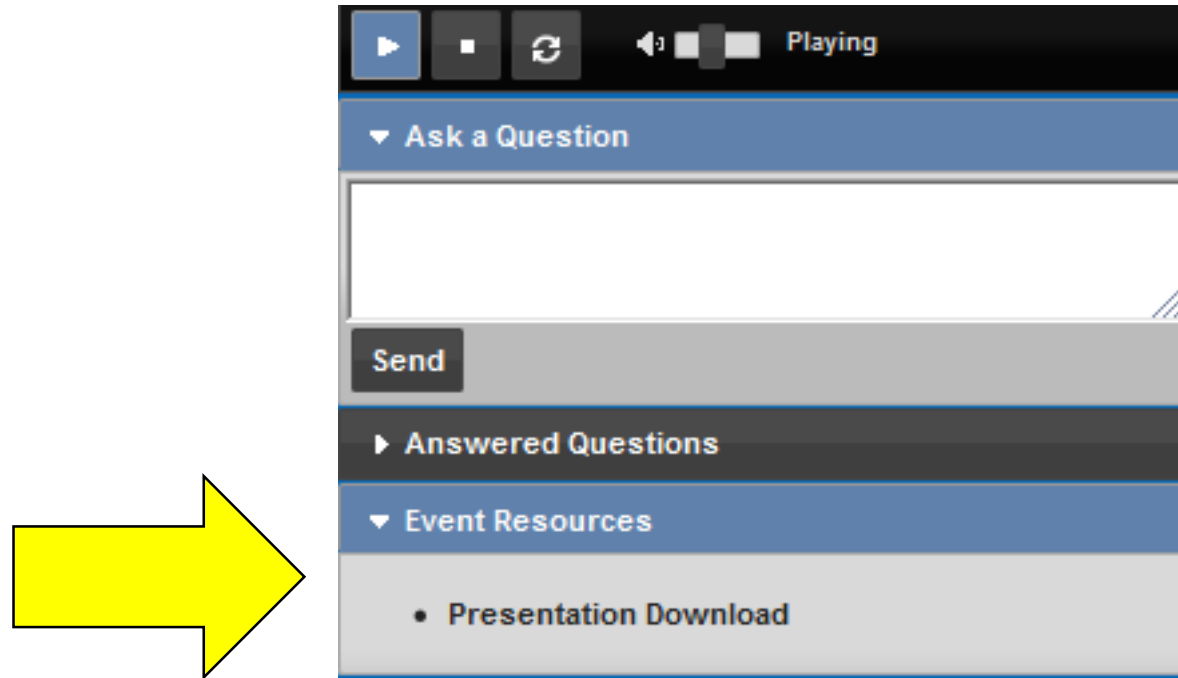 Playing
Ask a Question
Send
Answered Questions
Event Resources
• Presentation Download